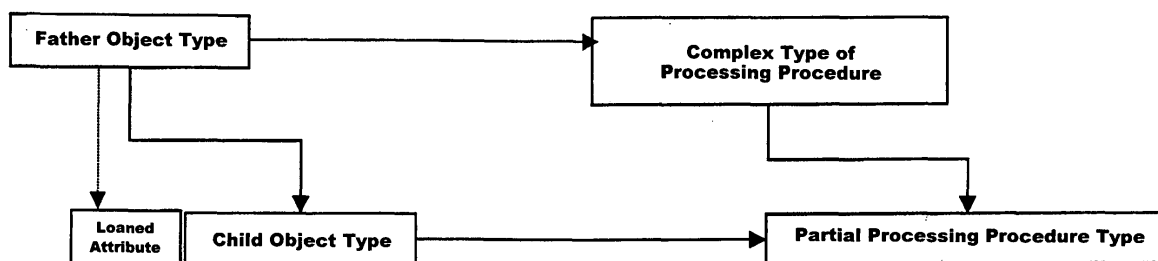 Father Object Type
Complex Type of
Processing Procedure
Loaned
Attribute
Child Object Type
Partial Processing Procedure Type